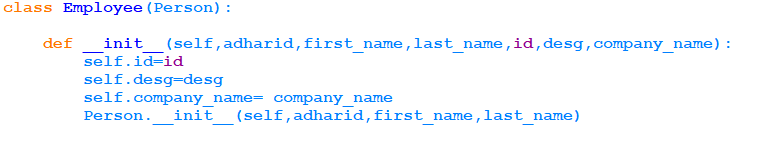 class Employee(Person):
    def __init__(self,adharid,first_name,last_name,id,desg,company_name):
        self.id=id
        self.desg=desg
        self.company_name= company_name
        Person.__init__(self,adharid,first_name,last_name)